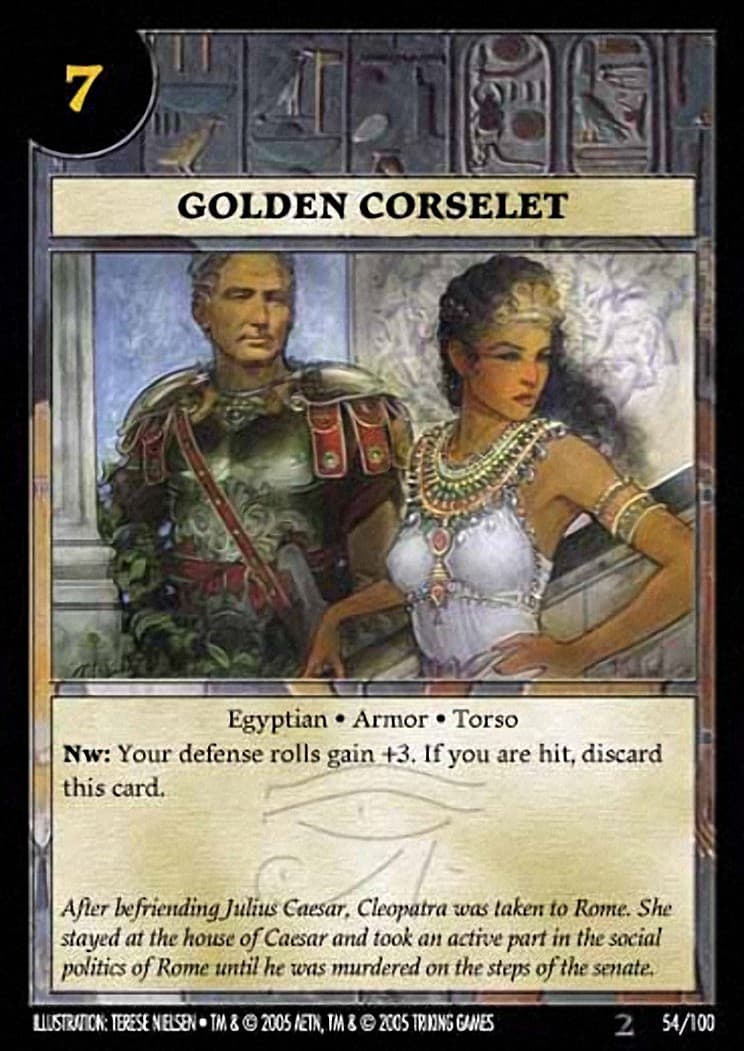 7
GOLDEN CORSELET
Egyptian • Armor • Torso
Nw: Your defense rolls gain +3. If you are hit, discard
this card.
After befriending Julius Caesar, Cleopatra was taken to Rome. She
stayed at the house of Caesar and took an active part in the social
politics of Rome until he was murdered on the steps of the senate.
ILLUSTRATION: TERESE NIELSEN • TM & © 2005 AETN, TM & © 2005 TRIKING GAMES
2 54/100